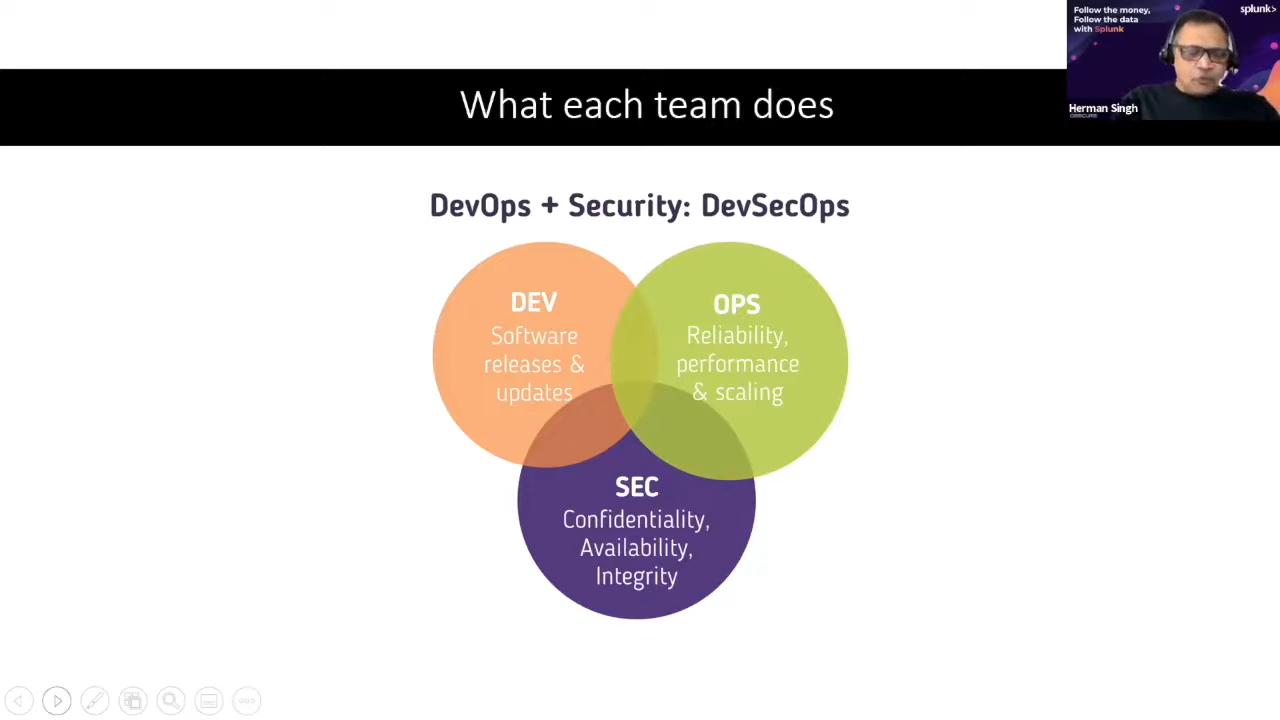 Follow the money,
Follow the data
with Splunk
splunk>
Herman Singh
OBSCURE
What each team does
DevOps + Security: DevSecOps
DEV
Software
releases &
updates
OPS
Reliability,
performance
& scaling
SEC
Confidentiality,
Availability,
Integrity